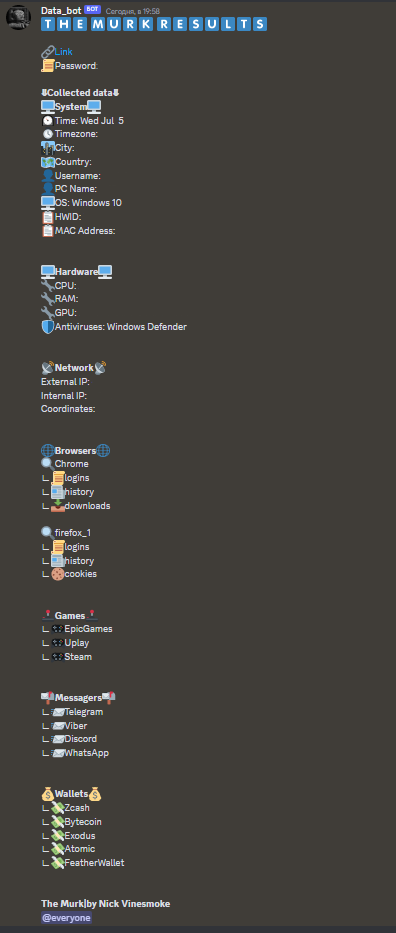 Data_bot BOT Сегодня, в 19:58
THE MURK RESULTS
Link
Password:
Collected data
System
Time: Wed Jul 5
Timezone:
City:
Country:
Username:
PC Name:
OS: Windows 10
HWID:
MAC Address:
Hardware
CPU:
RAM:
GPU:
Antiviruses: Windows Defender
Network
External IP:
Internal IP:
Coordinates:
Browsers
Chrome
∟logins
∟history
∟downloads
firefox_1
∟logins
∟history
∟cookies
Games
∟EpicGames
∟Uplay
∟Steam
Messagers
∟Telegram
∟Viber
∟Discord
∟WhatsApp
Wallets
∟Zcash
∟Bytecoin
∟Exodus
∟Atomic
∟FeatherWallet
The Murk|by Nick Vinesmoke
@everyone